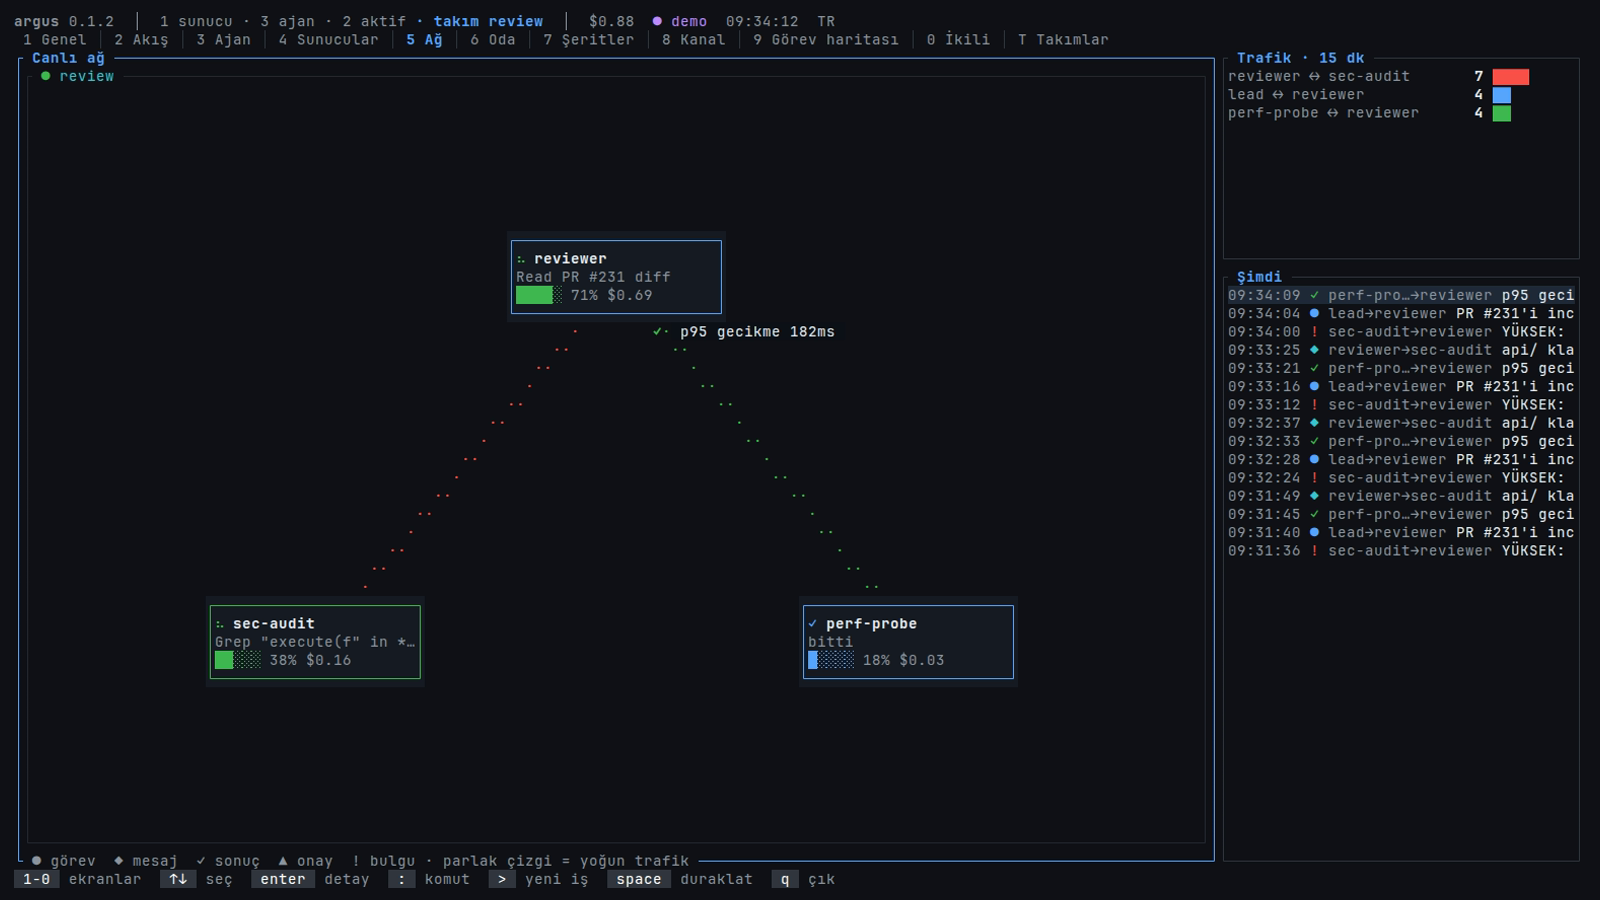 argus 0.1.2 │ 1 sunucu · 3 ajan · 2 aktif · takım review │ $0.88 ● demo 09:34:12 TR
1 Genel │ 2 Akış │ 3 Ajan │ 4 Sunucular │ 5 Ağ │ 6 Oda │ 7 Şeritler │ 8 Kanal │ 9 Görev haritası │ 0 İkili │ T Takımlar
Canlı ağ
● review
reviewer
Read PR #231 diff
71% $0.69
✓· p95 gecikme 182ms
sec-audit
Grep "execute(f" in *…
38% $0.16
✓ perf-probe
bitti
18% $0.03
● görev ◆ mesaj ✓ sonuç ▲ onay ! bulgu · parlak çizgi = yoğun trafik
Trafik · 15 dk
reviewer ↔ sec-audit 7
lead ↔ reviewer 4
perf-probe ↔ reviewer 4
Şimdi
09:34:09 ✓ perf-pro…→reviewer p95 geci
09:34:04 ● lead→reviewer PR #231'i inc
09:34:00 ! sec-audit→reviewer YÜKSEK:
09:33:25 ◆ reviewer→sec-audit api/ kla
09:33:21 ✓ perf-pro…→reviewer p95 geci
09:33:16 ● lead→reviewer PR #231'i inc
09:33:12 ! sec-audit→reviewer YÜKSEK:
09:32:37 ◆ reviewer→sec-audit api/ kla
09:32:33 ✓ perf-pro…→reviewer p95 geci
09:32:28 ● lead→reviewer PR #231'i inc
09:32:24 ! sec-audit→reviewer YÜKSEK:
09:31:49 ◆ reviewer→sec-audit api/ kla
09:31:45 ✓ perf-pro…→reviewer p95 geci
09:31:40 ● lead→reviewer PR #231'i inc
09:31:36 ! sec-audit→reviewer YÜKSEK:
1-0 ekranlar ↑↓ seç enter detay : komut > yeni iş space duraklat q çık